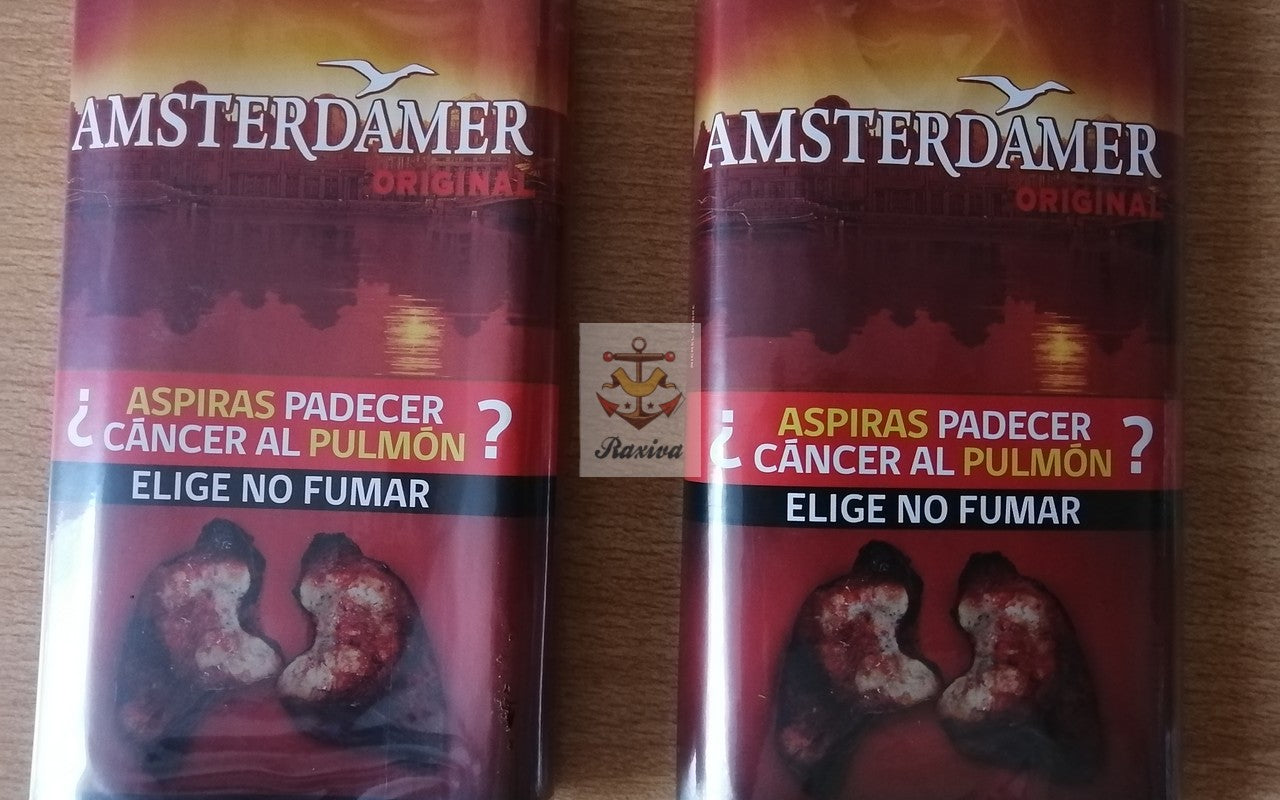 AMSTERDAMER
ORIGINAL
¿ ASPIRAS PADECER
CÁNCER AL PULMÓN ?
ELIGE NO FUMAR
Raxiva
AMSTERDAMER
ORIGINAL
¿ ASPIRAS PADECER
CÁNCER AL PULMÓN ?
ELIGE NO FUMAR